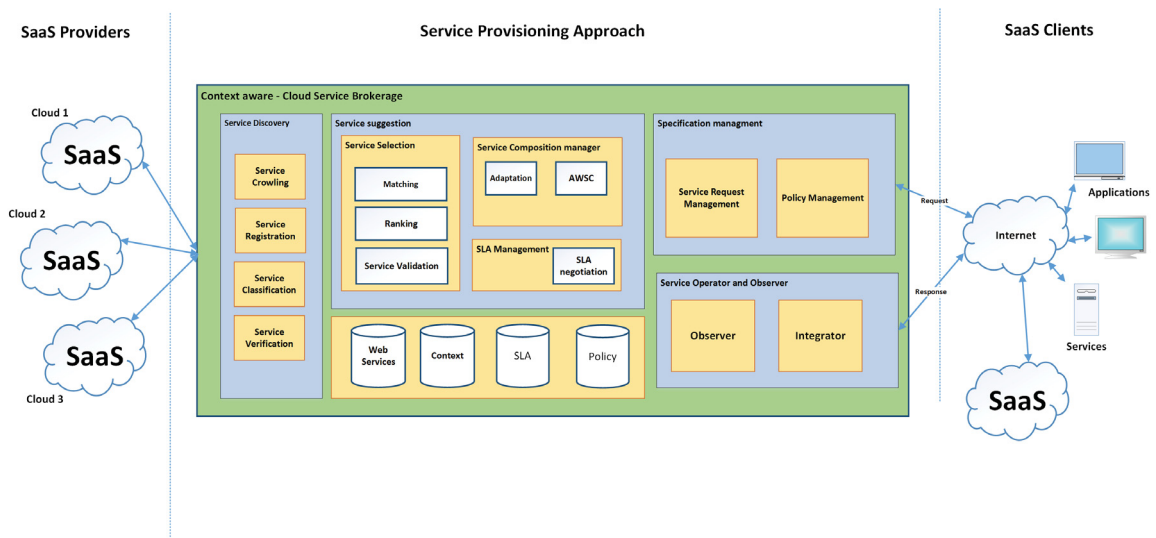 SaaS Providers
Service Provisioning Approach
SaaS Clients
Cloud 1
SaaS
Cloud 2
SaaS
SaaS
Cloud 3
Context aware - Cloud Service Brokerage
Service Discovery
Service
Crowling
Service
Registration
Service
Classification
Service
Verification
Service suggestion
Service Selection
Matching
Ranking
Service Validation
Service Composition manager
Adaptation
AWSC
SLA Management
SLA
negotiation
Web
Services
Context
SLA
Policy
Specification managment
Service Request
Management
Policy Management
Service Operator and Observer
Observer
Integrator
Request
Response
Internet
Applications
Services
SaaS